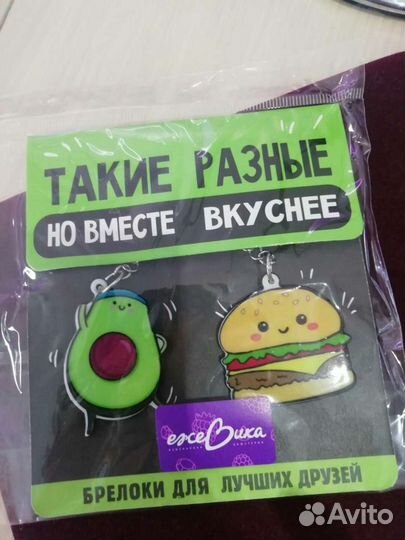 ТАКИЕ РАЗНЫЕ
НО ВМЕСТЕ ВКУСНЕЕ
ежеВика
БРЕЛОКИ ДЛЯ ЛУЧШИХ ДРУЗЕЙ
Avito